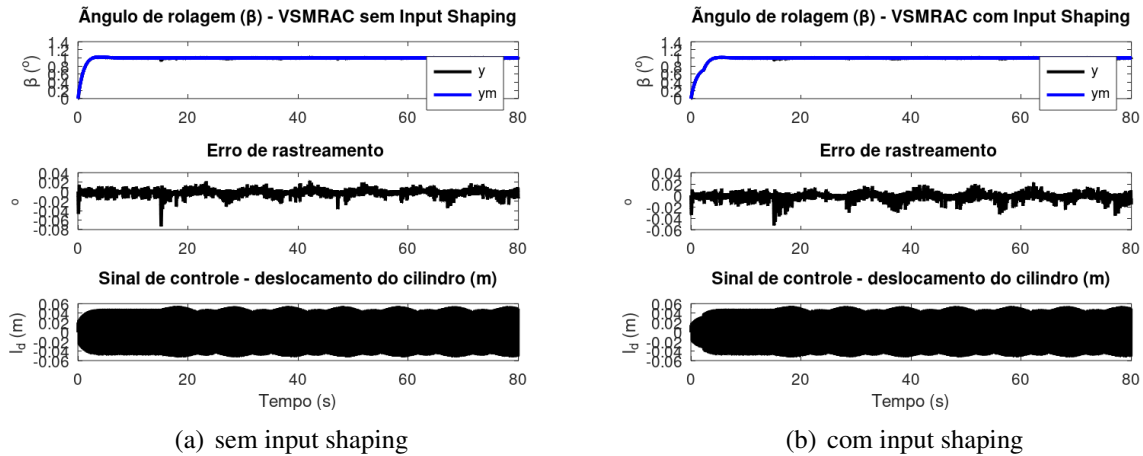 Ãngulo de rolagem (β) - VSMRAC sem Input Shaping
1.4
1.2
1
0.8
0.6
0.4
0.2
0
β (º)
y
ym
0 20 40 60 80
Erro de rastreamento
0.04
0.02
0
-0.02
-0.04
-0.06
-0.08
º
0 20 40 60 80
Sinal de controle - deslocamento do cilindro (m)
0.06
0.04
0.02
0
-0.02
-0.04
-0.06
l_d (m)
0 20 40 60 80
Tempo (s)
(a) sem input shaping
Ãngulo de rolagem (β) - VSMRAC com Input Shaping
1.4
1.2
1
0.8
0.6
0.4
0.2
0
β (º)
y
ym
0 20 40 60 80
Erro de rastreamento
0.04
0.02
0
-0.02
-0.04
-0.06
º
0 20 40 60 80
Sinal de controle - deslocamento do cilindro (m)
0.06
0.04
0.02
0
-0.02
-0.04
-0.06
l_d (m)
0 20 40 60 80
Tempo (s)
(b) com input shaping